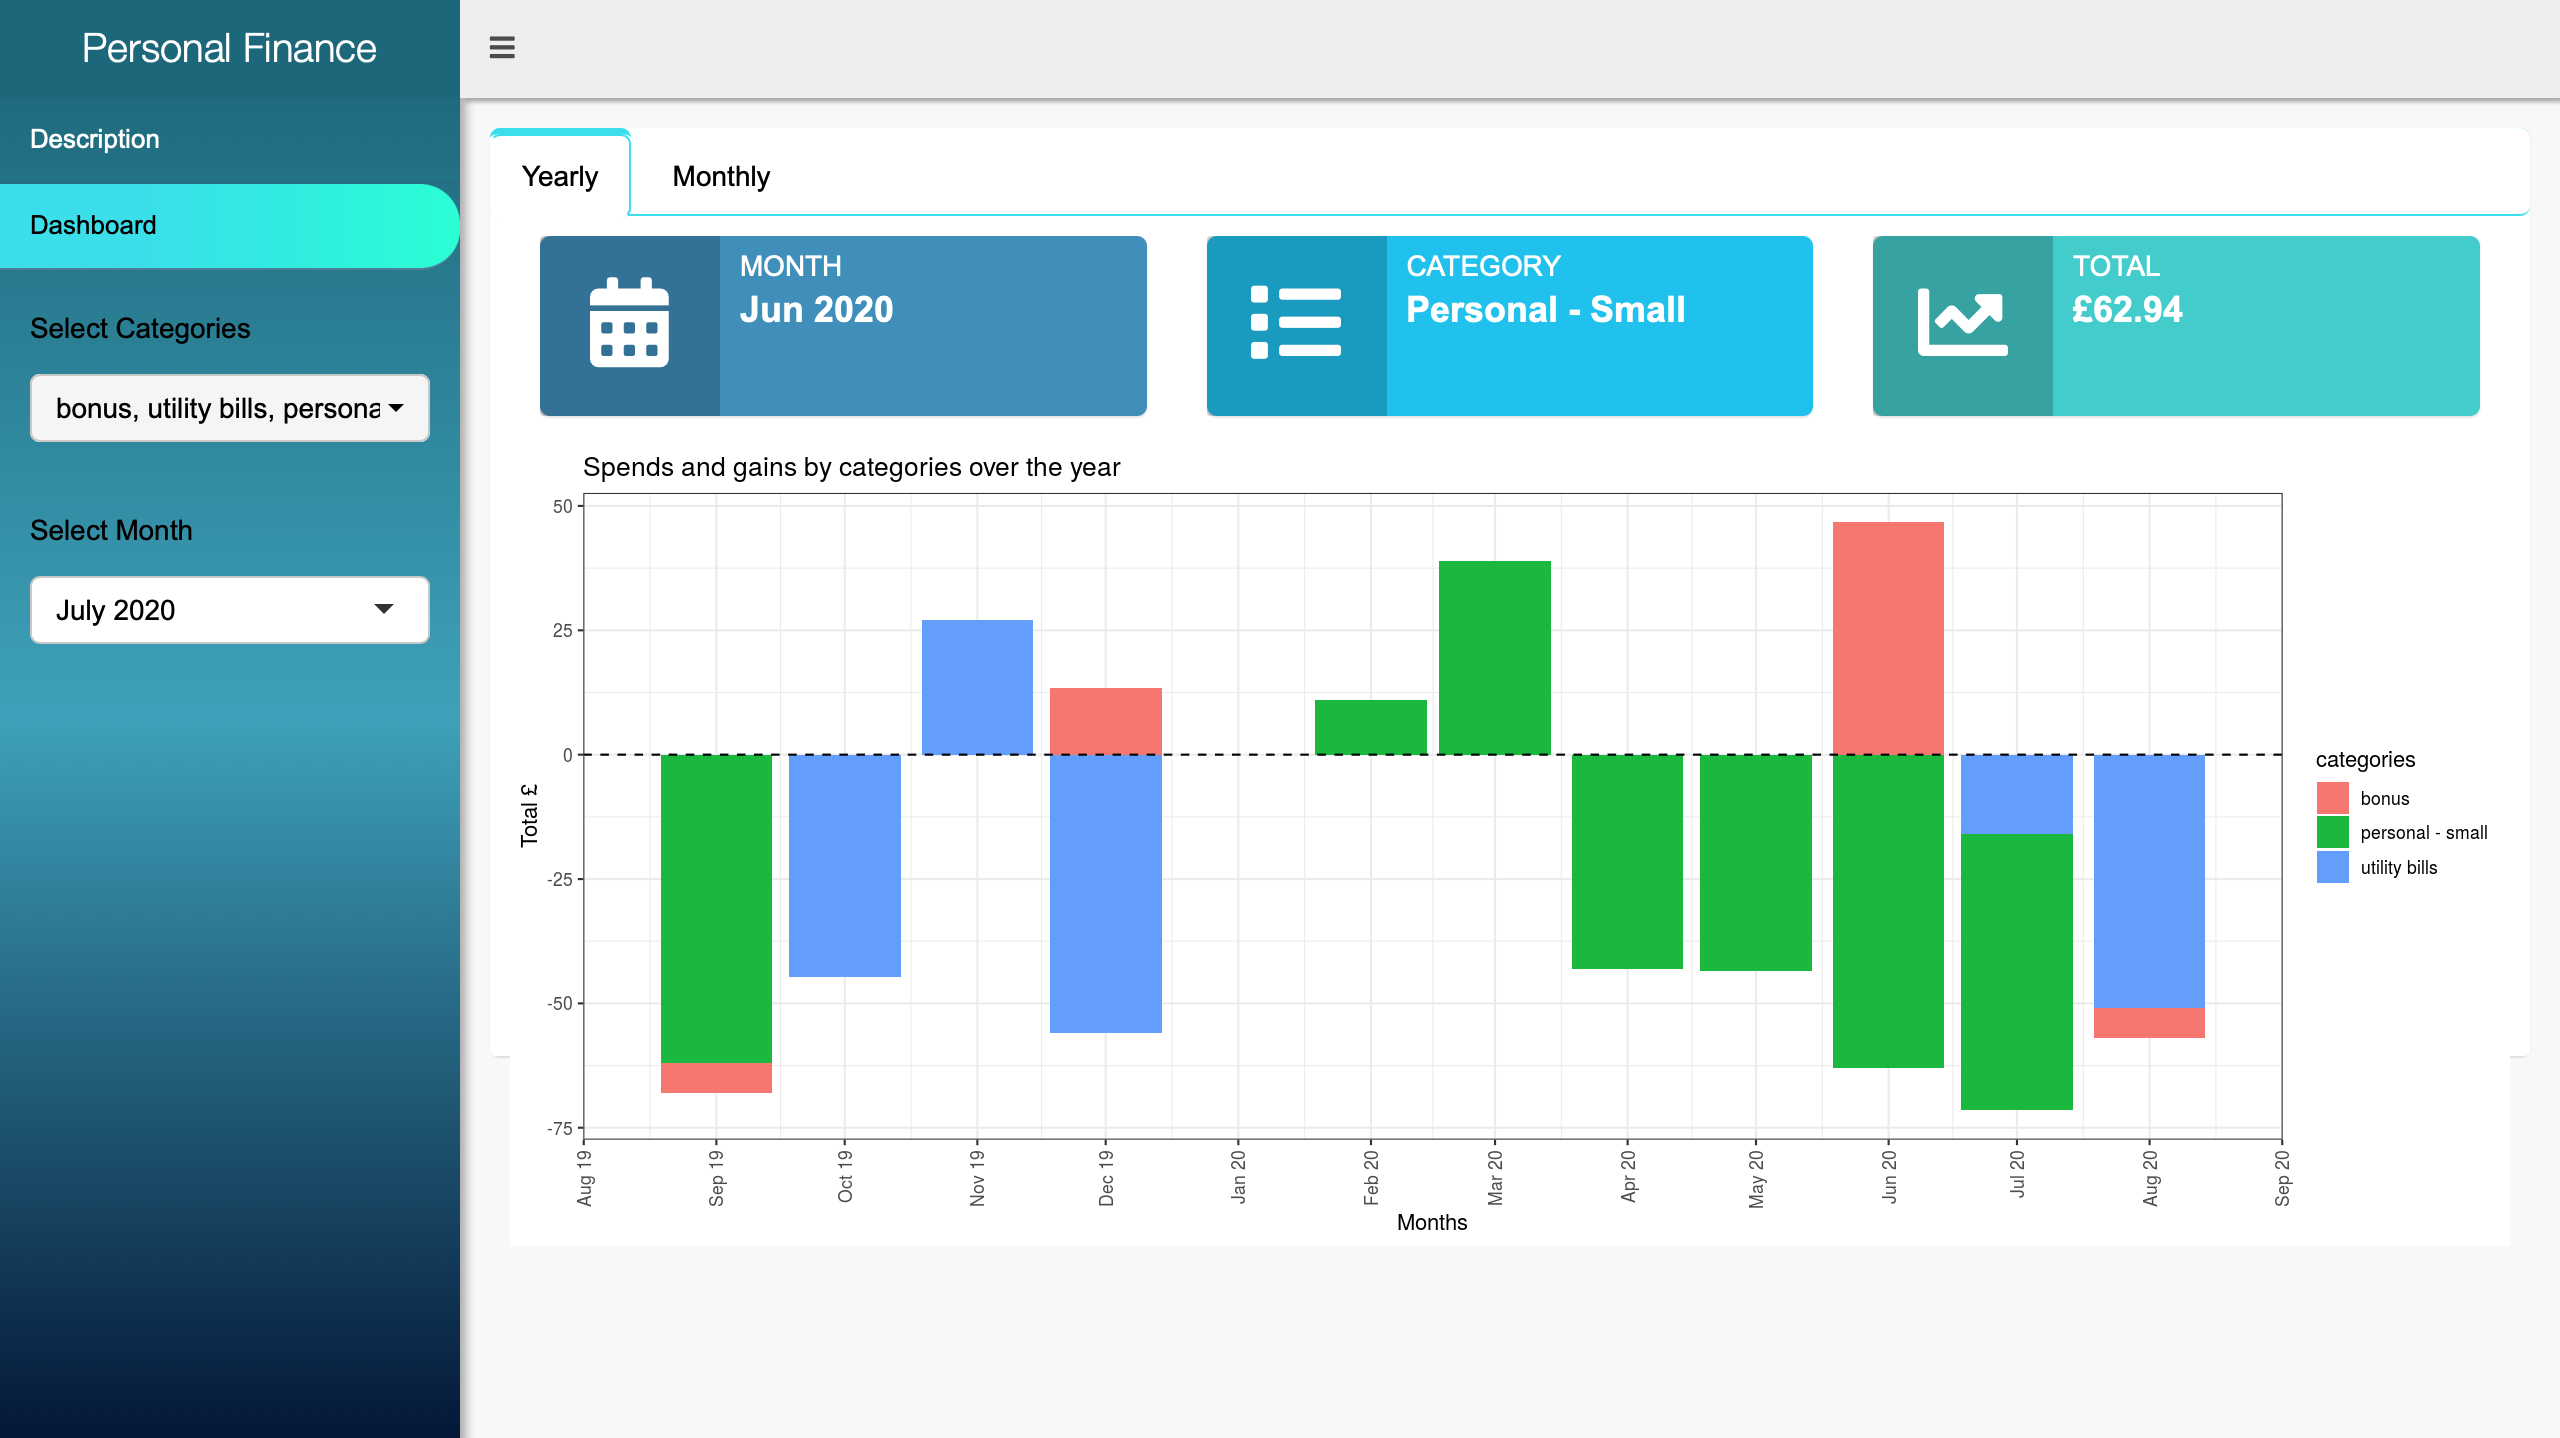 Personal Finance
Description
Dashboard
Select Categories
bonus, utility bills, persona
Select Month
July 2020
Yearly
Monthly
MONTH
Jun 2020
CATEGORY
Personal - Small
TOTAL
£62.94
Spends and gains by categories over the year
50
25
0
-25
-50
-75
Total £
Aug 19
Sep 19
Oct 19
Nov 19
Dec 19
Jan 20
Feb 20
Mar 20
Apr 20
May 20
Jun 20
Jul 20
Aug 20
Sep 20
Months
categories
bonus
personal - small
utility bills